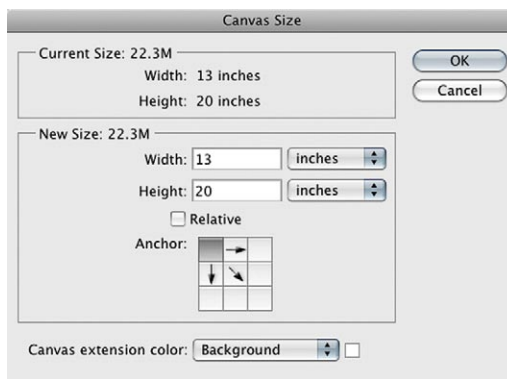 Canvas Size
Current Size: 22.3M
Width: 13 inches
Height: 20 inches
OK
Cancel
New Size: 22.3M
Width: 13 inches
Height: 20 inches
Relative
Anchor:
Canvas extension color: Background